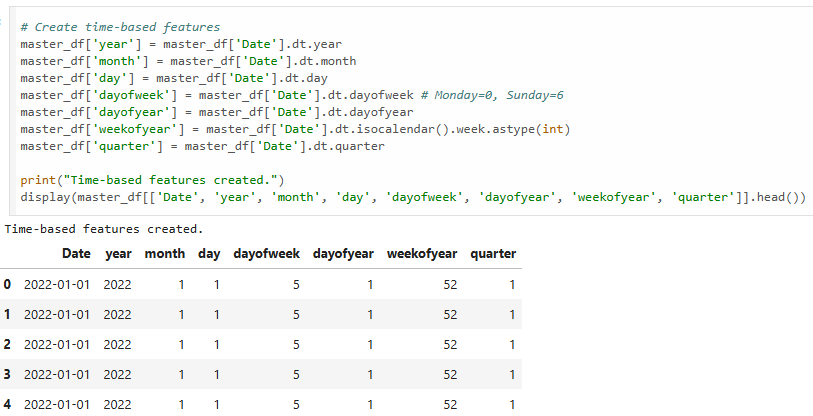 # Create time-based features
master_df['year'] = master_df['Date'].dt.year
master_df['month'] = master_df['Date'].dt.month
master_df['day'] = master_df['Date'].dt.day
master_df['dayofweek'] = master_df['Date'].dt.dayofweek # Monday=0, Sunday=6
master_df['dayofyear'] = master_df['Date'].dt.dayofyear
master_df['weekofyear'] = master_df['Date'].dt.isocalendar().week.astype(int)
master_df['quarter'] = master_df['Date'].dt.quarter
print("Time-based features created.")
display(master_df[['Date', 'year', 'month', 'day', 'dayofweek', 'dayofyear', 'weekofyear', 'quarter']].head())
Time-based features created.
Date year month day dayofweek dayofyear weekofyear quarter
0 2022-01-01 2022 1 1 5 1 52 1
1 2022-01-01 2022 1 1 5 1 52 1
2 2022-01-01 2022 1 1 5 1 52 1
3 2022-01-01 2022 1 1 5 1 52 1
4 2022-01-01 2022 1 1 5 1 52 1